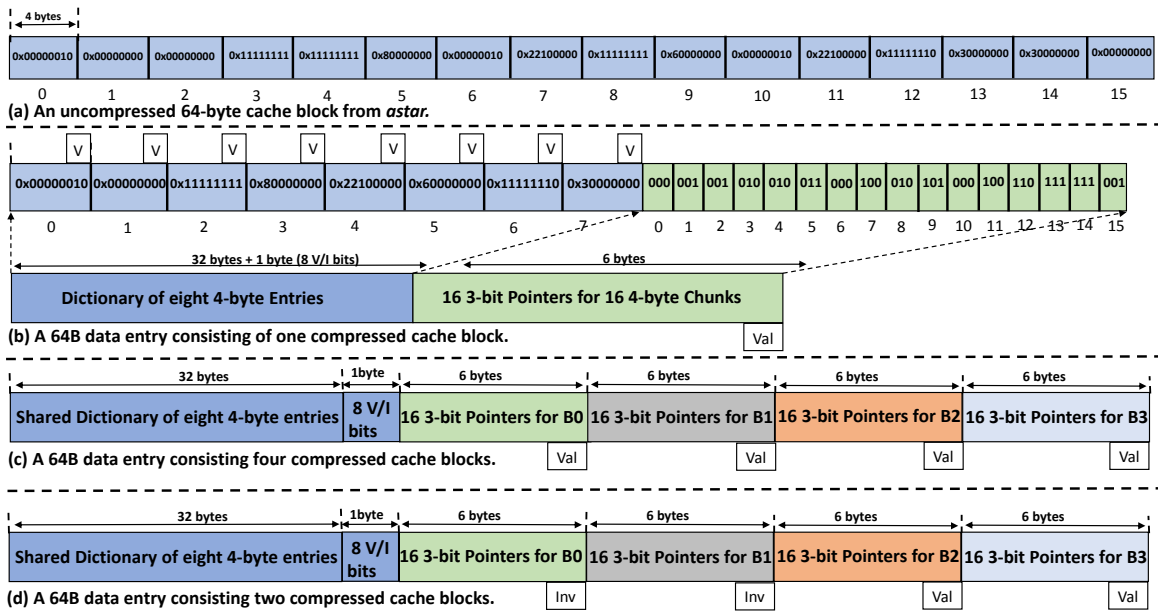 4 bytes
0x00000010 0x00000000 0x00000000 0x11111111 0x11111111 0x80000000 0x00000010 0x22100000 0x11111111 0x60000000 0x00000010 0x22100000 0x11111110 0x30000000 0x30000000 0x00000000
0 1 2 3 4 5 6 7 8 9 10 11 12 13 14 15
(a) An uncompressed 64-byte cache block from astar.
V V V V V V V V
0x00000010 0x00000000 0x11111111 0x80000000 0x22100000 0x60000000 0x11111110 0x30000000 000 001 001 010 010 011 000 100 010 101 000 100 110 111 111 001
0 1 2 3 4 5 6 7 0 1 2 3 4 5 6 7 8 9 10 11 12 13 14 15
32 bytes + 1 byte (8 V/I bits) 6 bytes
Dictionary of eight 4-byte Entries 16 3-bit Pointers for 16 4-byte Chunks
(b) A 64B data entry consisting of one compressed cache block. Val
32 bytes 1byte 6 bytes 6 bytes 6 bytes 6 bytes
Shared Dictionary of eight 4-byte entries 8 V/I bits 16 3-bit Pointers for B0 16 3-bit Pointers for B1 16 3-bit Pointers for B2 16 3-bit Pointers for B3
(c) A 64B data entry consisting four compressed cache blocks. Val Val Val Val
32 bytes 1byte 6 bytes 6 bytes 6 bytes 6 bytes
Shared Dictionary of eight 4-byte entries 8 V/I bits 16 3-bit Pointers for B0 16 3-bit Pointers for B1 16 3-bit Pointers for B2 16 3-bit Pointers for B3
(d) A 64B data entry consisting two compressed cache blocks. Inv Inv Val Val